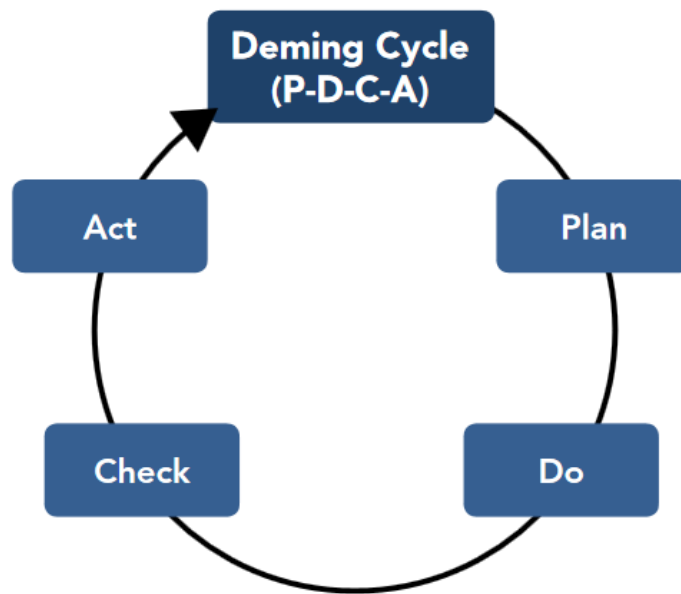 Deming Cycle
(P-D-C-A)
Act
Plan
Check
Do